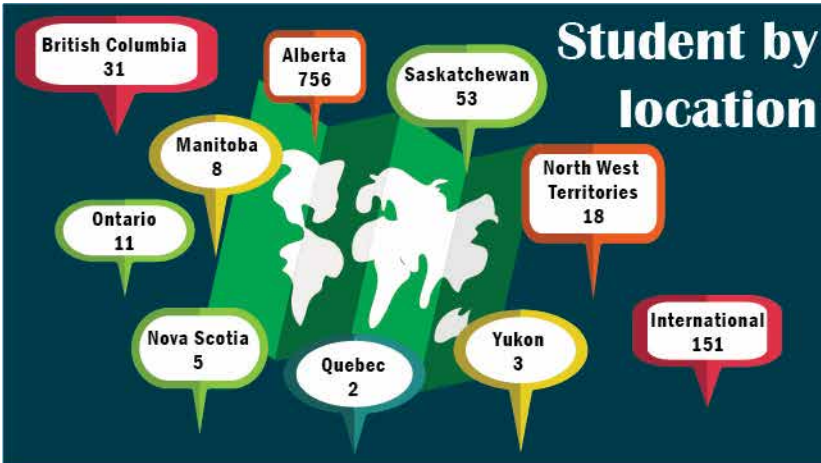 Student by
location
British Columbia
31
Alberta
756
Saskatchewan
53
Manitoba
8
North West
Territories
18
Ontario
11
International
151
Nova Scotia
5
Quebec
2
Yukon
3